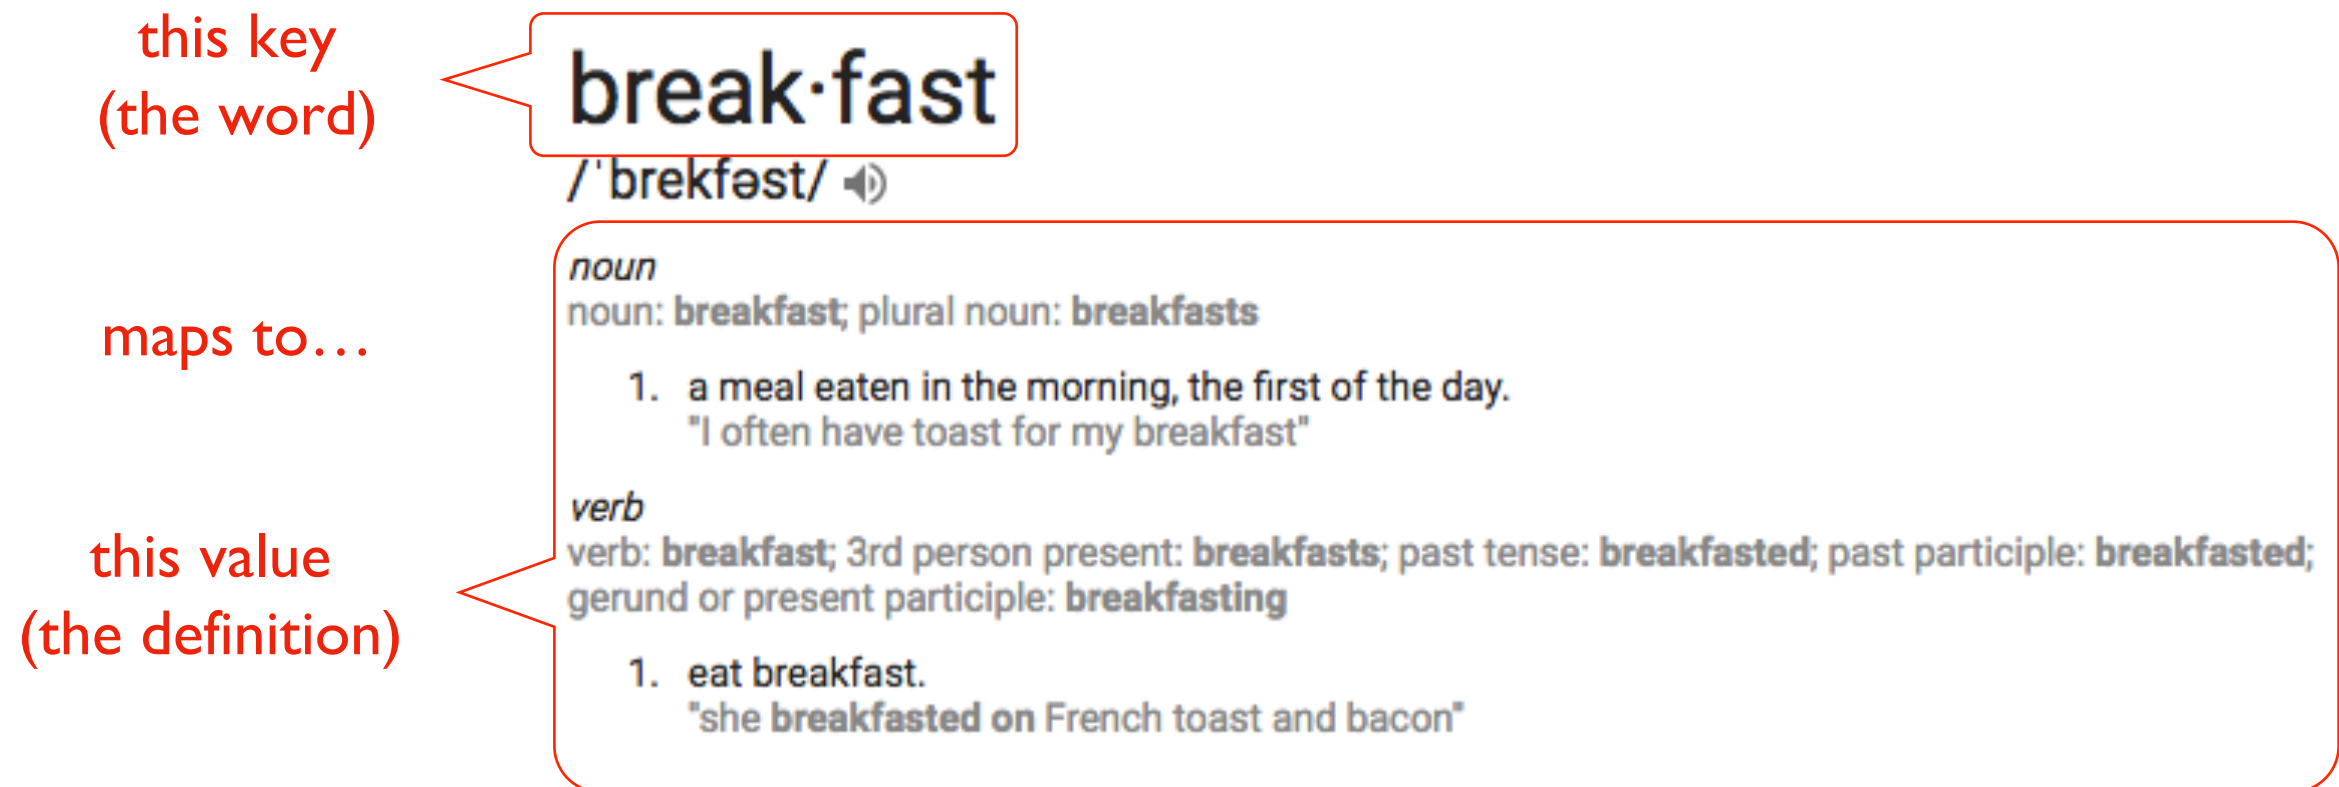 this key
(the word)
break·fast
/ˈbrekfəst/
maps to…
noun
noun: breakfast; plural noun: breakfasts
1. a meal eaten in the morning, the first of the day.
"I often have toast for my breakfast"
this value
(the definition)
verb
verb: breakfast; 3rd person present: breakfasts; past tense: breakfasted; past participle: breakfasted;
gerund or present participle: breakfasting
1. eat breakfast.
"she breakfasted on French toast and bacon"